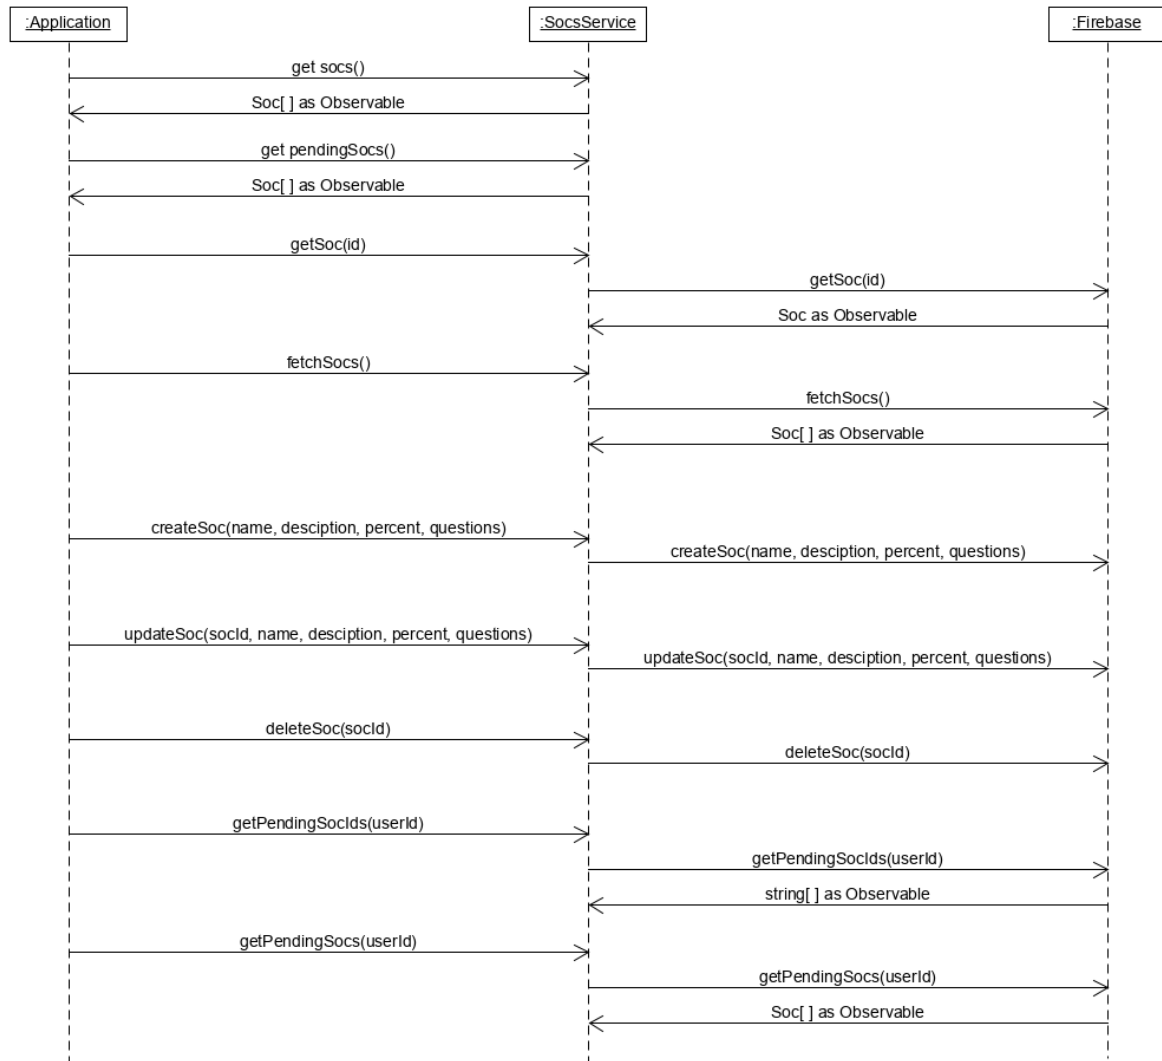 :Application
:SocsService
:Firebase
get socs()
Soc[ ] as Observable
get pendingSocs()
Soc[ ] as Observable
getSoc(id)
getSoc(id)
Soc as Observable
fetchSocs()
fetchSocs()
Soc[ ] as Observable
createSoc(name, desciption, percent, questions)
createSoc(name, desciption, percent, questions)
updateSoc(socId, name, desciption, percent, questions)
updateSoc(socId, name, desciption, percent, questions)
deleteSoc(socId)
deleteSoc(socId)
getPendingSocIds(userId)
getPendingSocIds(userId)
string[ ] as Observable
getPendingSocs(userId)
getPendingSocs(userId)
Soc[ ] as Observable